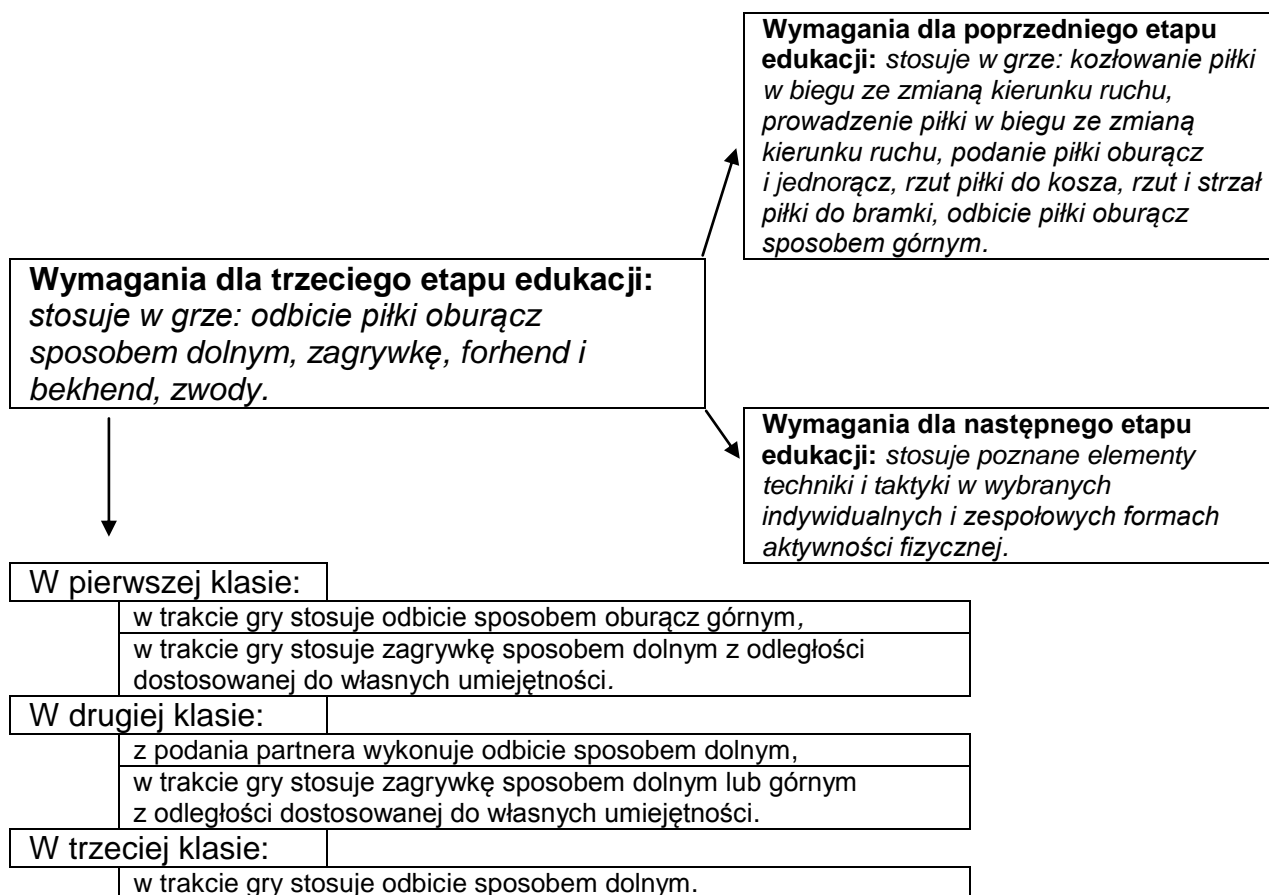 Wymagania dla poprzedniego etapu
edukacji: stosuje w grze: kozłowanie piłki
w biegu ze zmianą kierunku ruchu,
prowadzenie piłki w biegu ze zmianą
kierunku ruchu, podanie piłki oburącz
i jednorącz, rzut piłki do kosza, rzut i strzał
piłki do bramki, odbicie piłki oburącz
sposobem górnym.
Wymagania dla trzeciego etapu edukacji:
stosuje w grze: odbicie piłki oburącz
sposobem dolnym, zagrywkę, forhend i
bekhend, zwody.
Wymagania dla następnego etapu
edukacji: stosuje poznane elementy
techniki i taktyki w wybranych
indywidualnych i zespołowych formach
aktywności fizycznej.
W pierwszej klasie:
w trakcie gry stosuje odbicie sposobem oburącz górnym,
w trakcie gry stosuje zagrywkę sposobem dolnym z odległości
dostosowanej do własnych umiejętności.
W drugiej klasie:
z podania partnera wykonuje odbicie sposobem dolnym,
w trakcie gry stosuje zagrywkę sposobem dolnym lub górnym
z odległości dostosowanej do własnych umiejętności.
W trzeciej klasie:
w trakcie gry stosuje odbicie sposobem dolnym.